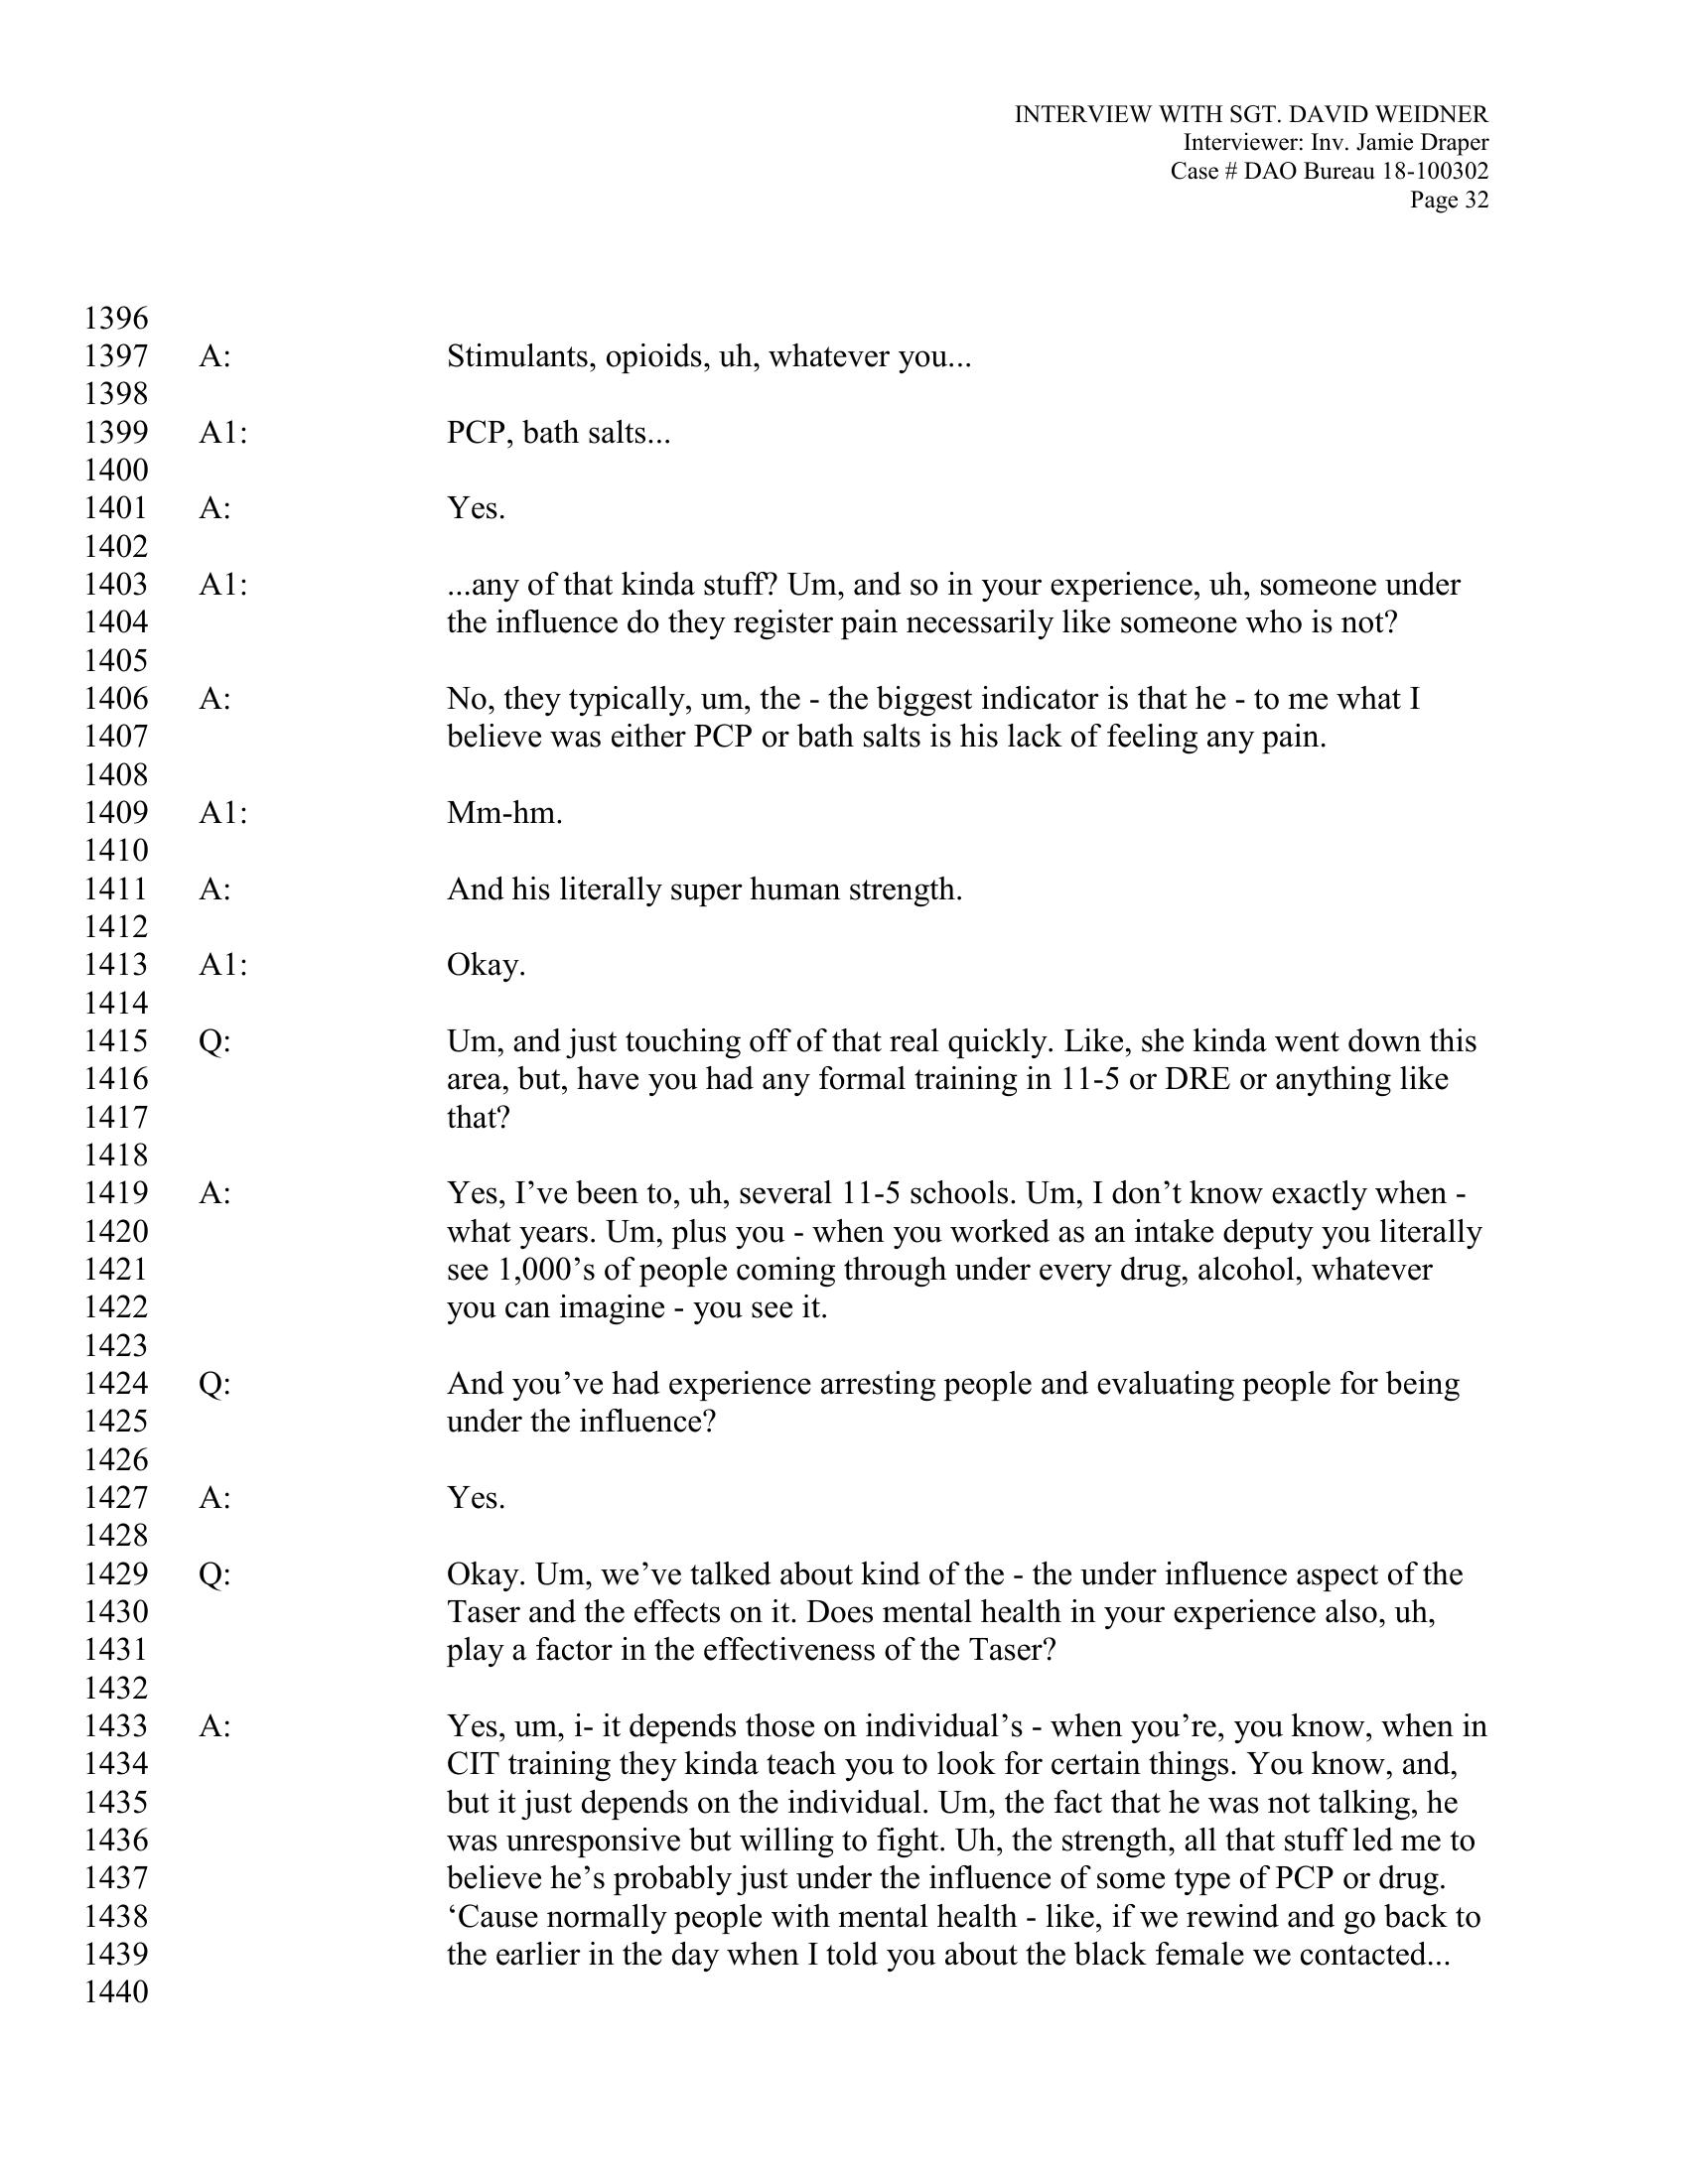 INTERVIEW WITH SGT. DAVID WEIDNER
Interviewer: Inv. Jamie Draper
Case # DAO Bureau 18-100302
Page 32
1396
1397 A: Stimulants, opioids, uh, whatever you...
1398
1399 A1: PCP, bath salts...
1400
1401 A: Yes.
1402
1403 A1: ...any of that kinda stuff? Um, and so in your experience, uh, someone under
1404 the influence do they register pain necessarily like someone who is not?
1405
1406 A: No, they typically, um, the - the biggest indicator is that he - to me what I
1407 believe was either PCP or bath salts is his lack of feeling any pain.
1408
1409 A1: Mm-hm.
1410
1411 A: And his literally super human strength.
1412
1413 A1: Okay.
1414
1415 Q: Um, and just touching off of that real quickly. Like, she kinda went down this
1416 area, but, have you had any formal training in 11-5 or DRE or anything like
1417 that?
1418
1419 A: Yes, I’ve been to, uh, several 11-5 schools. Um, I don’t know exactly when -
1420 what years. Um, plus you - when you worked as an intake deputy you literally
1421 see 1,000’s of people coming through under every drug, alcohol, whatever
1422 you can imagine - you see it.
1423
1424 Q: And you’ve had experience arresting people and evaluating people for being
1425 under the influence?
1426
1427 A: Yes.
1428
1429 Q: Okay. Um, we’ve talked about kind of the - the under influence aspect of the
1430 Taser and the effects on it. Does mental health in your experience also, uh,
1431 play a factor in the effectiveness of the Taser?
1432
1433 A: Yes, um, i- it depends those on individual’s - when you’re, you know, when in
1434 CIT training they kinda teach you to look for certain things. You know, and,
1435 but it just depends on the individual. Um, the fact that he was not talking, he
1436 was unresponsive but willing to fight. Uh, the strength, all that stuff led me to
1437 believe he’s probably just under the influence of some type of PCP or drug.
1438 ‘Cause normally people with mental health - like, if we rewind and go back to
1439 the earlier in the day when I told you about the black female we contacted...
1440